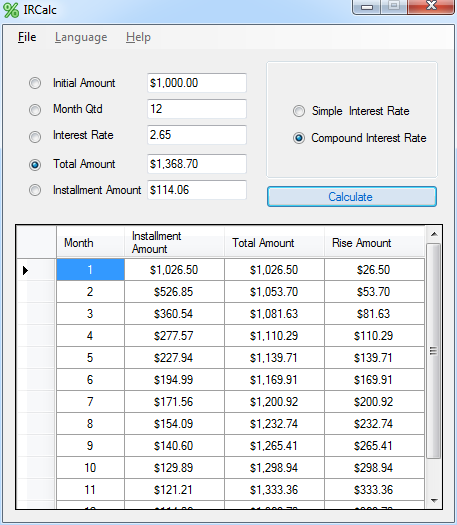 IRCalc
File Language Help
Initial Amount $1,000.00
Month Qtd 12
Interest Rate 2.65
Total Amount $1,368.70
Installment Amount $114.06
Simple Interest Rate
Compound Interest Rate
Calculate
Month Installment Amount Total Amount Rise Amount
1 $1,026.50 $1,026.50 $26.50
2 $526.85 $1,053.70 $53.70
3 $360.54 $1,081.63 $81.63
4 $277.57 $1,110.29 $110.29
5 $227.94 $1,139.71 $139.71
6 $194.99 $1,169.91 $169.91
7 $171.56 $1,200.92 $200.92
8 $154.09 $1,232.74 $232.74
9 $140.60 $1,265.41 $265.41
10 $129.89 $1,298.94 $298.94
11 $121.21 $1,333.36 $333.36